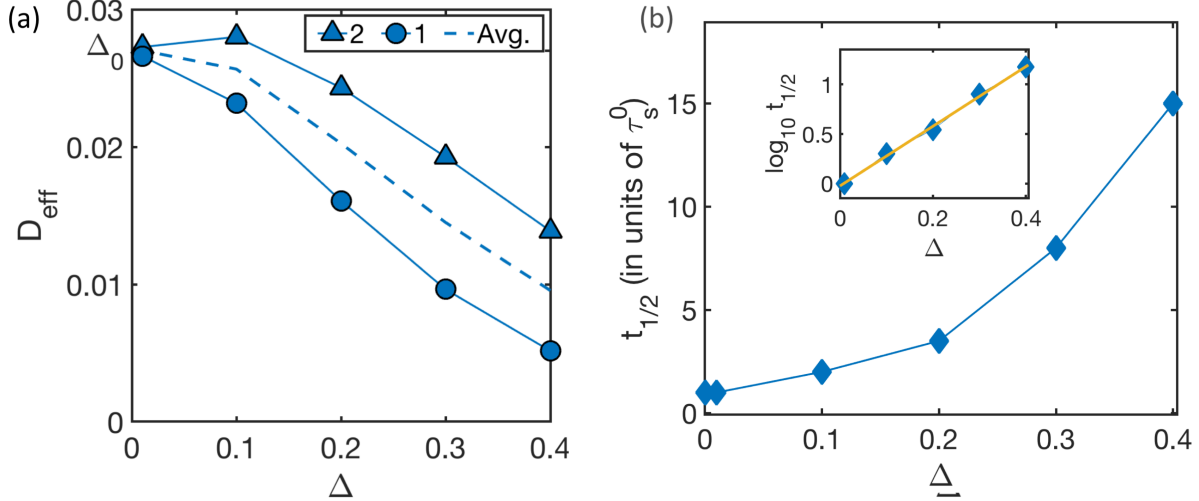 (a)
0.03
Δ₀
0.02
0.01
0
D_eff
2 1 Avg.
0 0.1 0.2 0.3 0.4
Δ
(b)
15
10
5
0
t_1/2 (in units of τ_s^0)
0 0.1 0.2 0.3 0.4
Δ
1
0.5
0
log₁₀ t_1/2
0 0.2 0.4
Δ